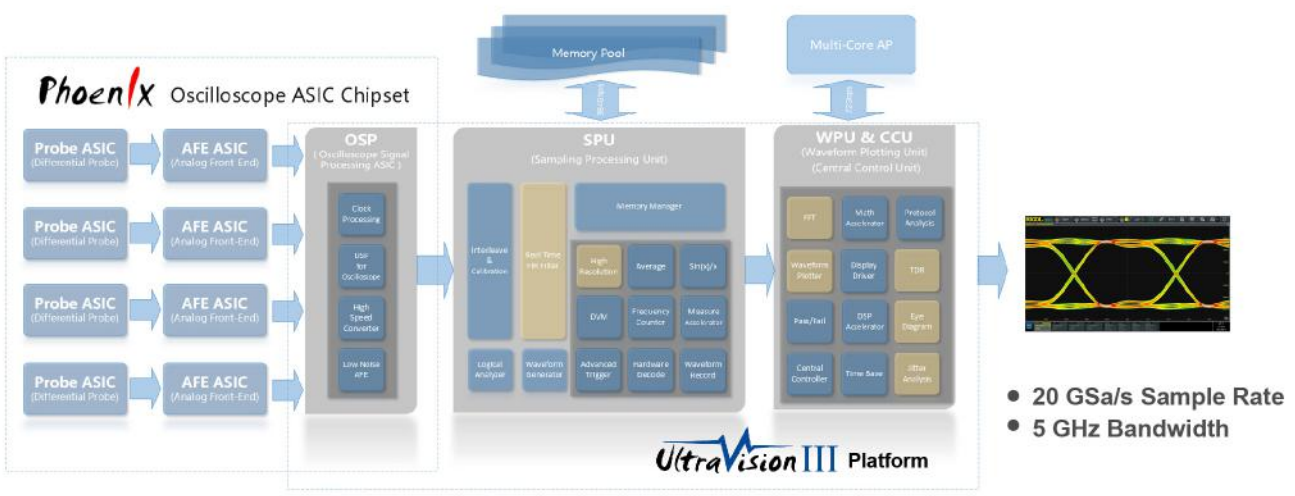 Memory Pool
Multi-Core AP
Phoenix Oscilloscope ASIC Chipset
Probe ASIC
(Differential Probe)
AFE ASIC
(Analog Front-End)
Probe ASIC
(Differential Probe)
AFE ASIC
(Analog Front-End)
Probe ASIC
(Differential Probe)
AFE ASIC
(Analog Front-End)
Probe ASIC
(Differential Probe)
AFE ASIC
(Analog Front-End)
OSP
(Oscilloscope Signal
Processing ASIC)
Clock
Processing
DSP
for
Oscilloscope
High
Speed
Converter
Low Noise
AFE
SPU
(Sampling Processing Unit)
Interleave
&
Calibration
Real Time
FIR Filter
Memory Manager
High
Resolution
Average
Sin(x)/x
DVM
Frequency
Counter
Measure
Accelerator
Logical
Analyzer
Waveform
Generator
Advanced
Trigger
Hardware
Decode
Waveform
Record
WPU & CCU
(Waveform Plotting Unit)
(Central Control Unit)
FFT
Math
Accelerator
Protocol
Analysis
Waveform
Plotter
Display
Driver
TDR
Pass/Fail
DSP
Accelerator
Eye
Diagram
Central
Controller
Time Base
Jitter
Analysis
20 GSa/s Sample Rate
5 GHz Bandwidth
UltraVision III Platform